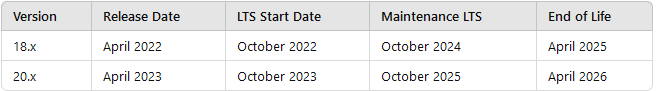 Version Release Date LTS Start Date Maintenance LTS End of Life
18.x April 2022 October 2022 October 2024 April 2025
20.x April 2023 October 2023 October 2025 April 2026